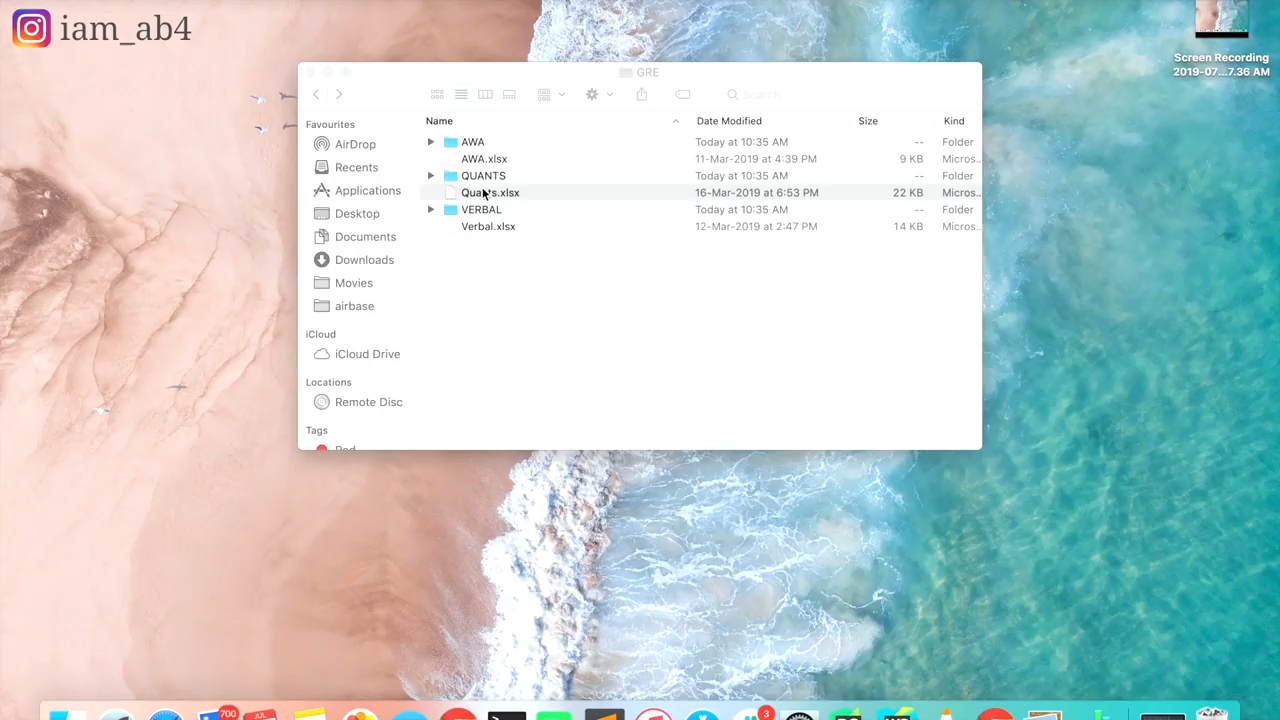 iam_ab4
Screen Recording
2019-07...7.36 AM
GRE
Search
Favourites
AirDrop
Recents
Applications
Desktop
Documents
Downloads
Movies
airbase
iCloud
iCloud Drive
Locations
Remote Disc
Tags
Red
Name Date Modified Size Kind
AWA Today at 10:35 AM -- Folder
AWA.xlsx 11-Mar-2019 at 4:39 PM 9 KB Micros...
QUANTS Today at 10:35 AM -- Folder
Quants.xlsx 16-Mar-2019 at 6:53 PM 22 KB Micros...
VERBAL Today at 10:35 AM -- Folder
Verbal.xlsx 12-Mar-2019 at 2:47 PM 14 KB Micros...
700
JUL
3